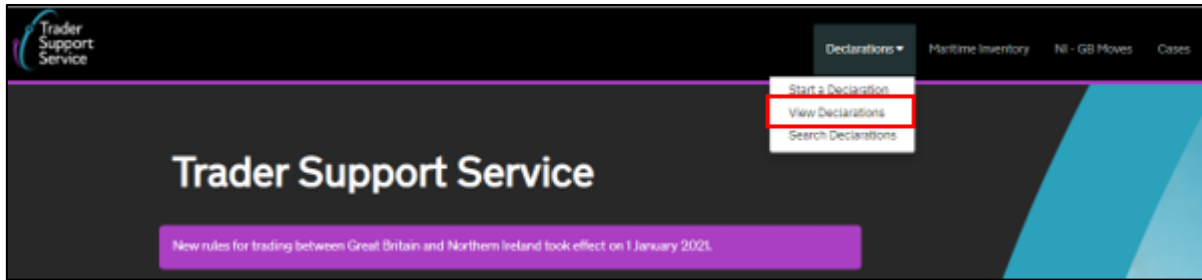 Trader
Support
Service
Declarations Maritime Inventory NI - GB Moves Cases
Start a Declaration
View Declarations
Search Declarations
Trader Support Service
New rules for trading between Great Britain and Northern Ireland took effect on 1 January 2021.